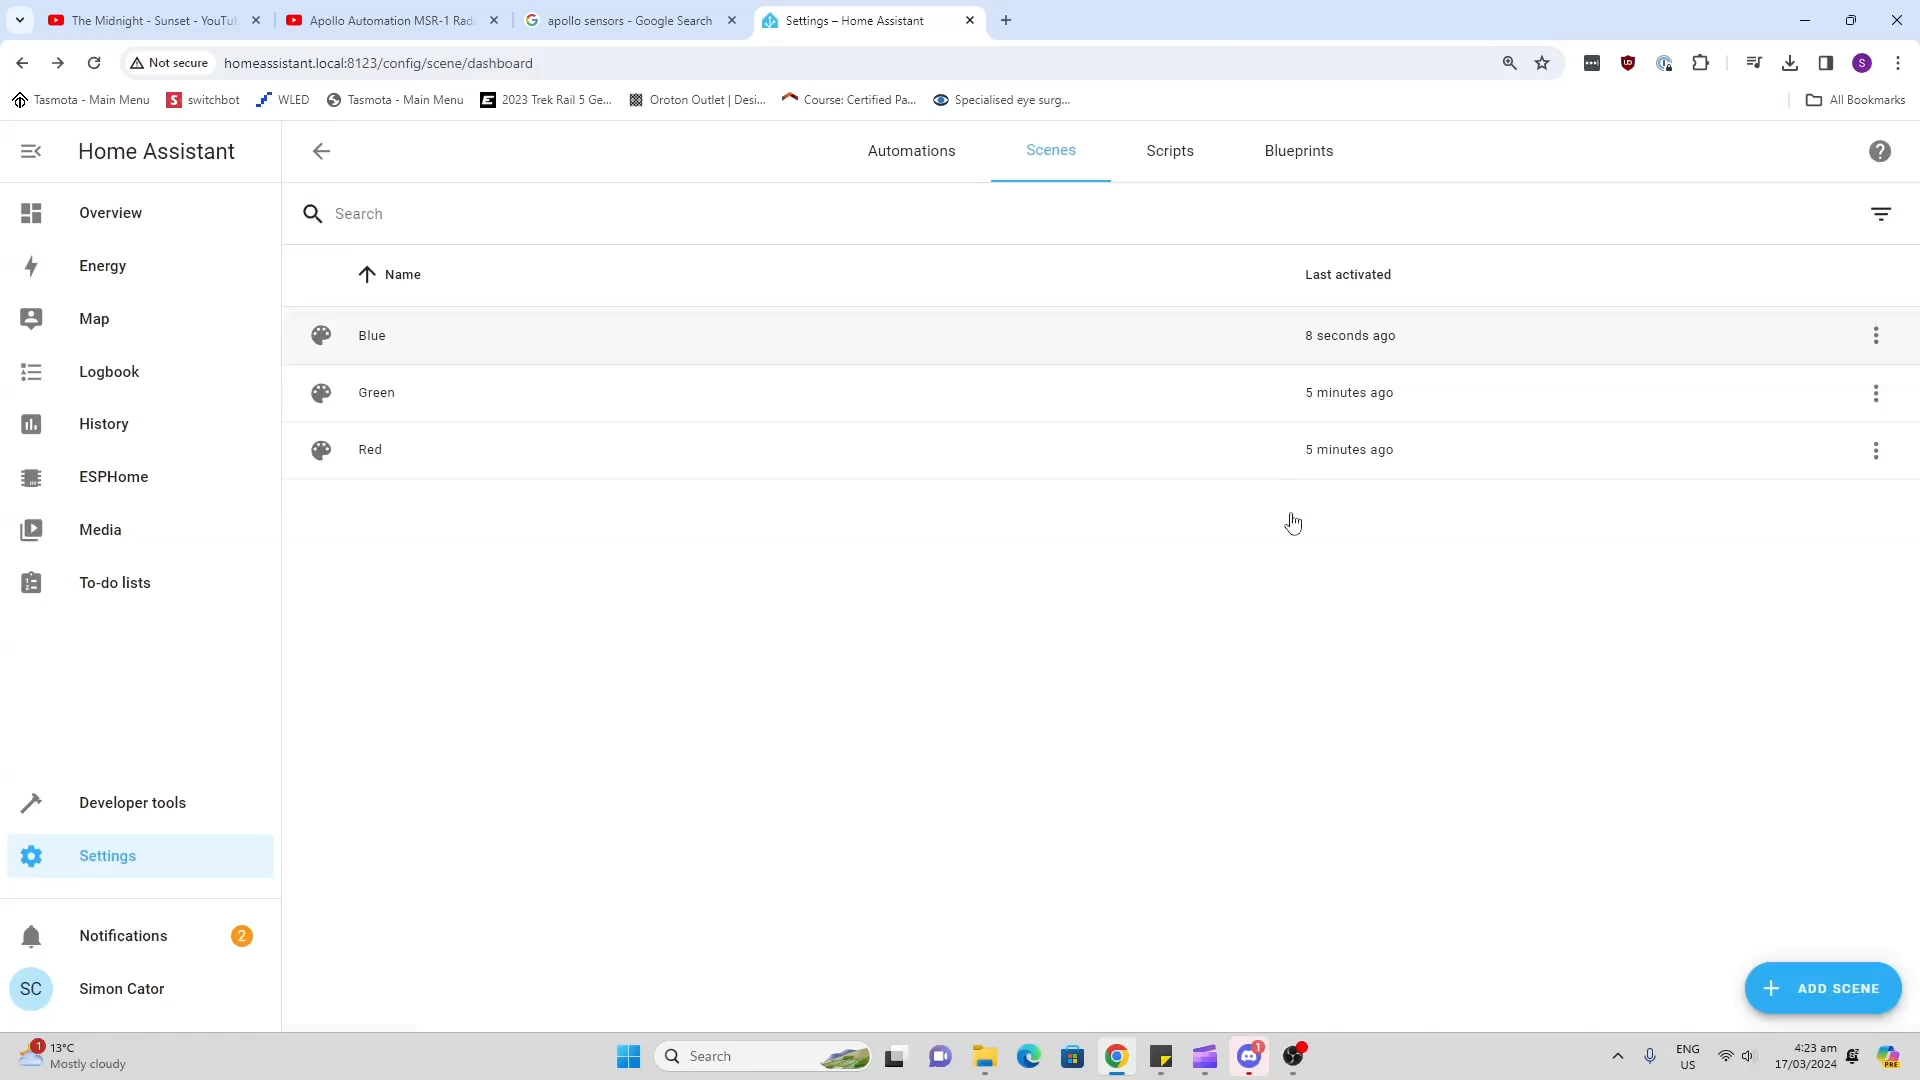 The Midnight - Sunset - YouTu
Apollo Automation MSR-1 Rad
apollo sensors - Google Search
Settings – Home Assistant
Not secure
homeassistant.local:8123/config/scene/dashboard
Tasmota - Main Menu
switchbot
WLED
Tasmota - Main Menu
2023 Trek Rail 5 Ge...
Oroton Outlet | Desi...
Course: Certified Pa...
Specialised eye surg...
All Bookmarks
Home Assistant
Automations
Scenes
Scripts
Blueprints
Overview
Search
Energy
Name
Last activated
Map
Blue
8 seconds ago
Logbook
Green
5 minutes ago
History
Red
5 minutes ago
ESPHome
Media
To-do lists
Developer tools
Settings
Notifications
2
SC
Simon Cator
ADD SCENE
1
13°C
Mostly cloudy
Search
1
ENG
US
4:23 am
17/03/2024
PRE